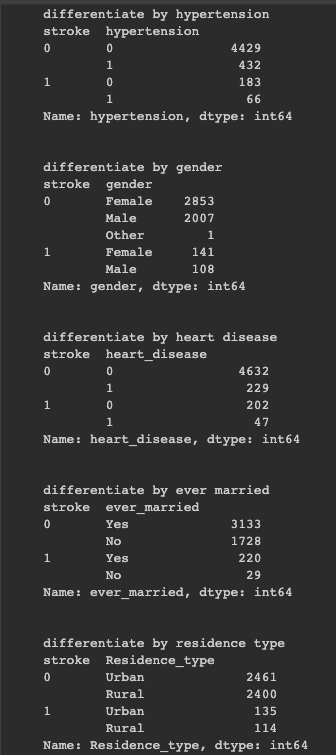 differentiate by hypertension
stroke  hypertension
0       0               4429
        1                432
1       0                183
        1                 66
Name: hypertension, dtype: int64
differentiate by gender
stroke  gender
0       Female    2853
        Male      2007
        Other        1
1       Female     141
        Male       108
Name: gender, dtype: int64
differentiate by heart disease
stroke  heart_disease
0       0                4632
        1                 229
1       0                 202
        1                  47
Name: heart_disease, dtype: int64
differentiate by ever married
stroke  ever_married
0       Yes             3133
        No              1728
1       Yes              220
        No                29
Name: ever_married, dtype: int64
differentiate by residence type
stroke  Residence_type
0       Urban             2461
        Rural             2400
1       Urban              135
        Rural              114
Name: Residence_type, dtype: int64